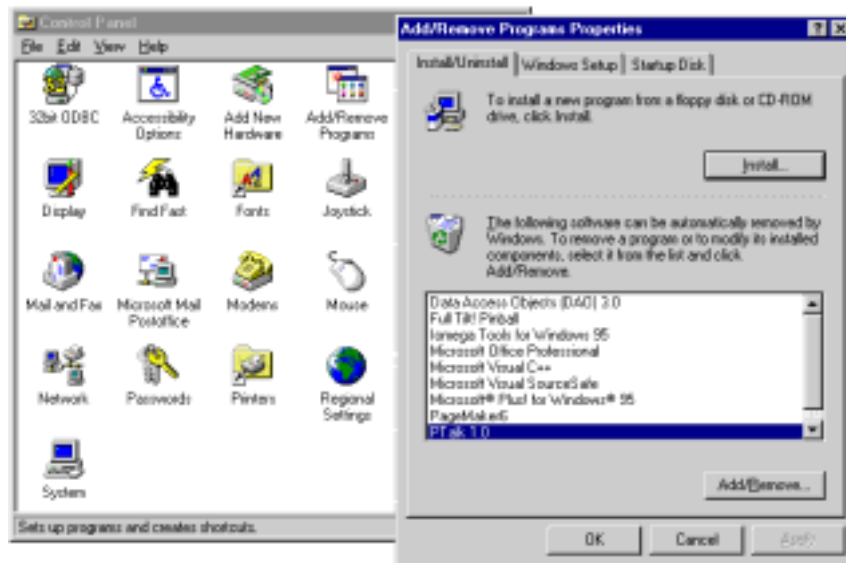 Control Panel
File Edit View Help
32bit ODBC
Accessibility
Options
Add New
Hardware
Add/Remove
Programs
Display
Find Fast
Fonts
Joystick
Mail and Fax
Microsoft Mail
Postoffice
Modems
Mouse
Network
Passwords
Printers
Regional
Settings
System
Sets up programs and creates shortcuts.
Add/Remove Programs Properties
Install/Uninstall Windows Setup Startup Disk
To install a new program from a floppy disk or CD-ROM
drive, click Install.
Install...
The following software can be automatically removed by
Windows. To remove a program or to modify its installed
components, select it from the list and click
Add/Remove.
Data Access Objects (DAO) 3.0
Full Tilt! Pinball
Iomega Tools for Windows 95
Microsoft Office Professional
Microsoft Visual C++
Microsoft Visual SourceSafe
Microsoft® Plus! for Windows® 95
PageMaker6
PTalk 1.0
Add/Remove...
OK Cancel Apply